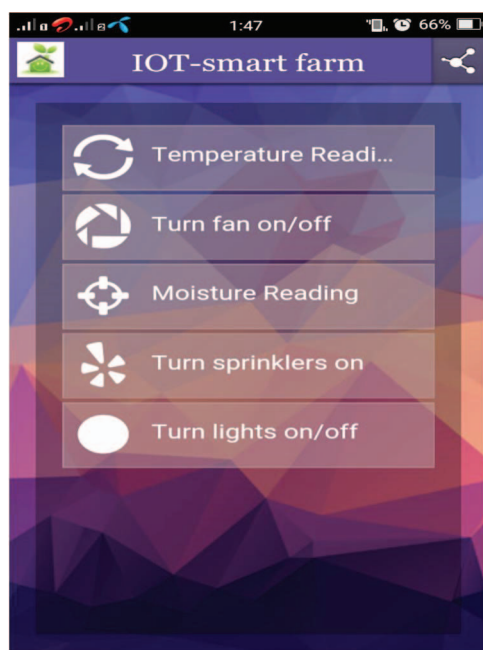 1:47 66%
IOT-smart farm
Temperature Readi...
Turn fan on/off
Moisture Reading
Turn sprinklers on
Turn lights on/off